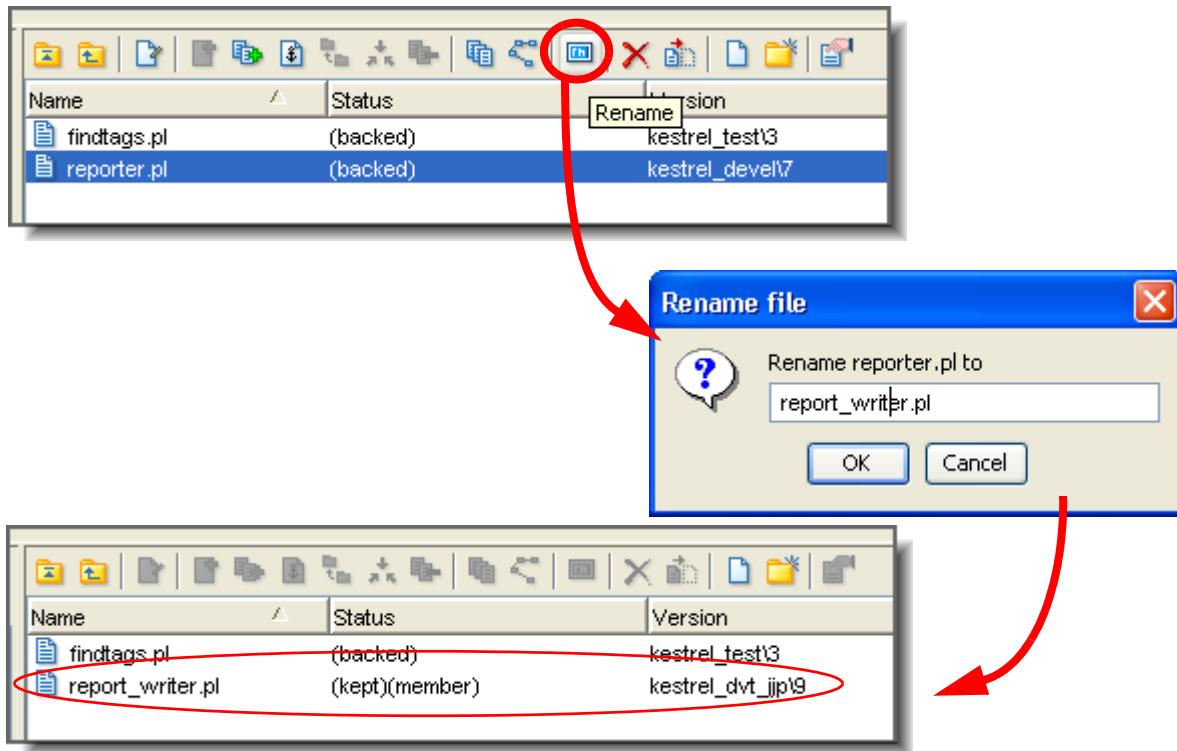 Name Status Version
Rename
findtags.pl (backed) kestrel_test\3
reporter.pl (backed) kestrel_devel\7
Rename file
Rename reporter.pl to
report_writer.pl
OK Cancel
Name Status Version
findtags.pl (backed) kestrel_test\3
report_writer.pl (kept)(member) kestrel_dvt_jjp\9